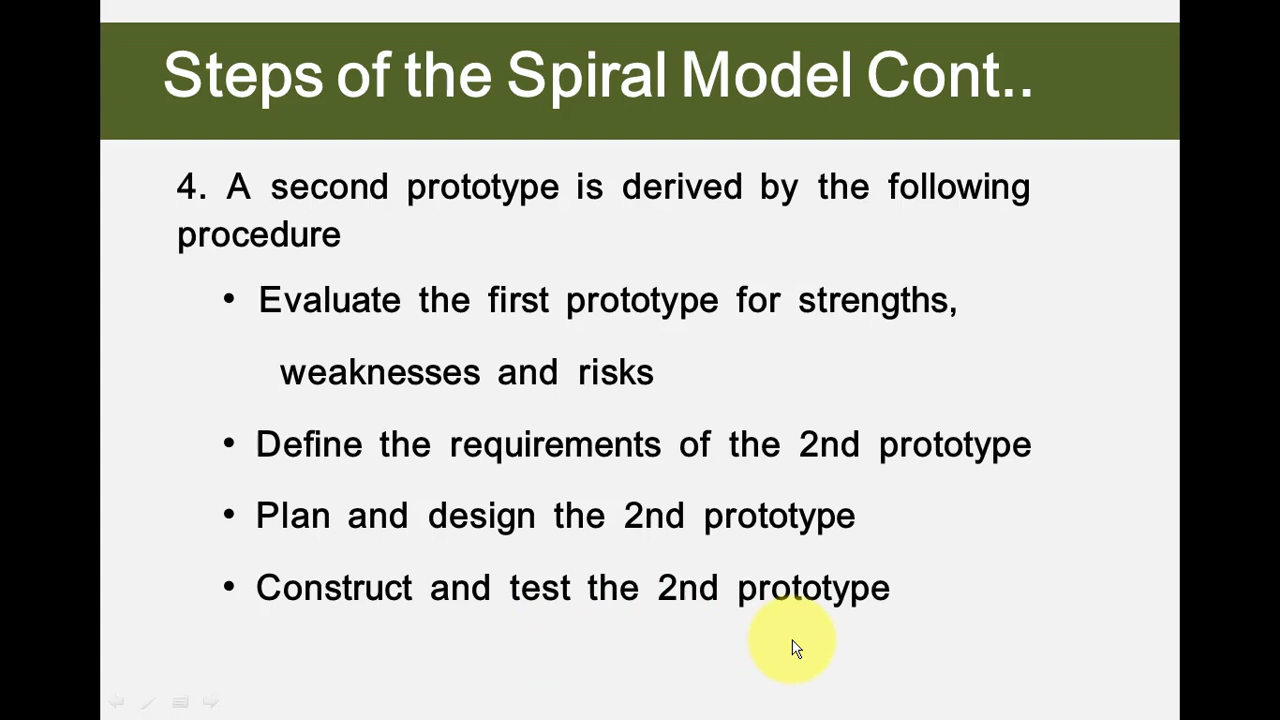 Steps of the Spiral Model Cont..
4. A second prototype is derived by the following
procedure
• Evaluate the first prototype for strengths,
weaknesses and risks
• Define the requirements of the 2nd prototype
• Plan and design the 2nd prototype
• Construct and test the 2nd prototype